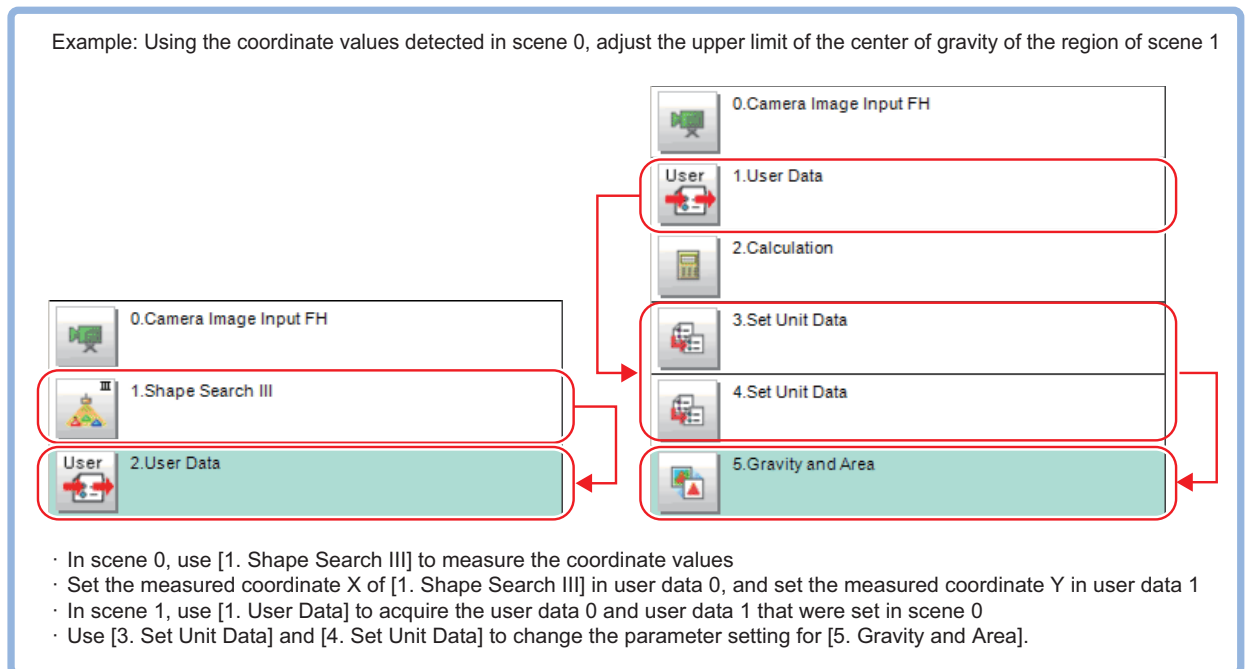 Example: Using the coordinate values detected in scene 0, adjust the upper limit of the center of gravity of the region of scene 1
0.Camera Image Input FH
III
1.Shape Search III
User
2.User Data
0.Camera Image Input FH
User
1.User Data
2.Calculation
3.Set Unit Data
4.Set Unit Data
5.Gravity and Area
· In scene 0, use [1. Shape Search III] to measure the coordinate values
· Set the measured coordinate X of [1. Shape Search III] in user data 0, and set the measured coordinate Y in user data 1
· In scene 1, use [1. User Data] to acquire the user data 0 and user data 1 that were set in scene 0
· Use [3. Set Unit Data] and [4. Set Unit Data] to change the parameter setting for [5. Gravity and Area].